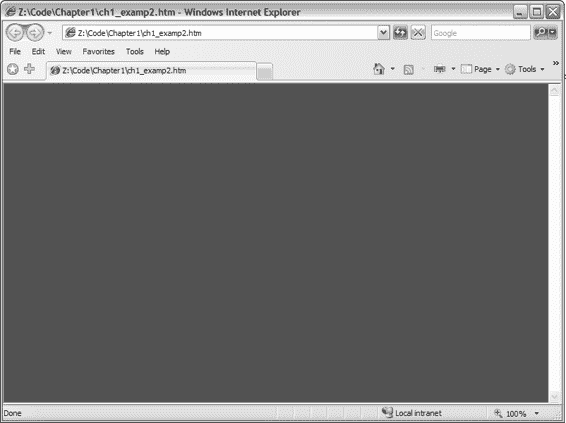 Z:\Code\Chapter1\ch1_examp2.htm - Windows Internet Explorer
Z:\Code\Chapter1\ch1_examp2.htm
Google
File Edit View Favorites Tools Help
Z:\Code\Chapter1\ch1_examp2.htm
Page
Tools
Done
Local intranet
100%